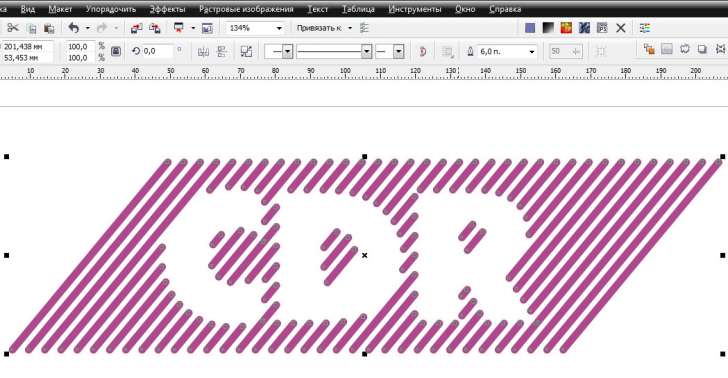 Вид Макет Упорядочить Эффекты Растровые изображения Текст Таблица Инструменты Окно Справка
134% Привязать к
201,438 мм 100,0 % 0,0 ° 6,0 п. 50
53,453 мм 100,0 %
10 20 30 40 50 60 70 80 90 100 110 120 130 140 150 160 170 180 190 200
CDR